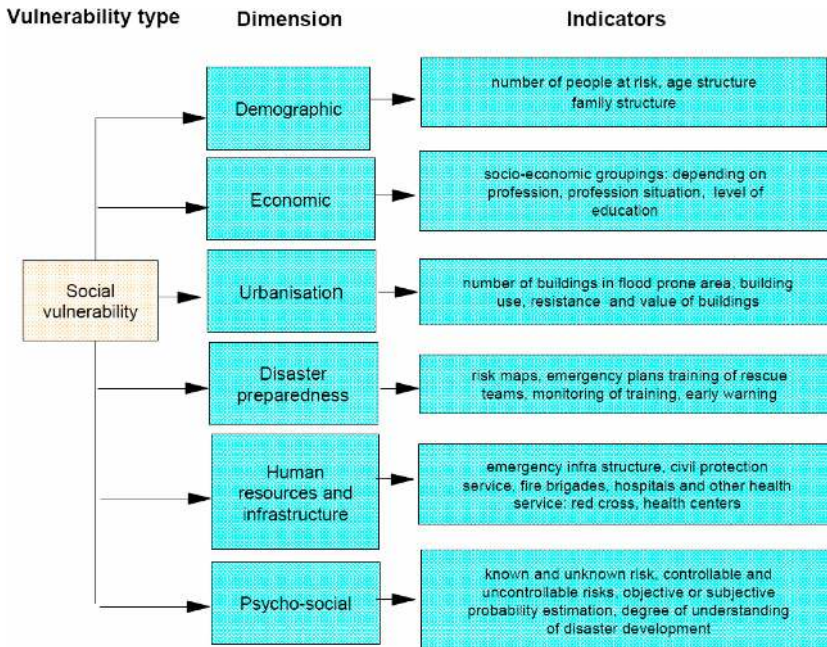 Vulnerability type
Dimension
Indicators
Social
vulnerability
Demographic
number of people at risk, age structure
family structure
Economic
socio-economic groupings: depending on
profession, profession situation, level of
education
Urbanisation
number of buildings in flood prone area, building
use, resistance and value of buildings
Disaster
preparedness
risk maps, emergency plans training of rescue
teams, monitoring of training, early warning
Human
resources and
infrastructure
emergency infra structure, civil protection
service, fire brigades, hospitals and other health
service: red cross, health centers
Psycho-social
known and unknown risk, controllable and
uncontrollable risks, objective or subjective
probability estimation, degree of understanding
of disaster development